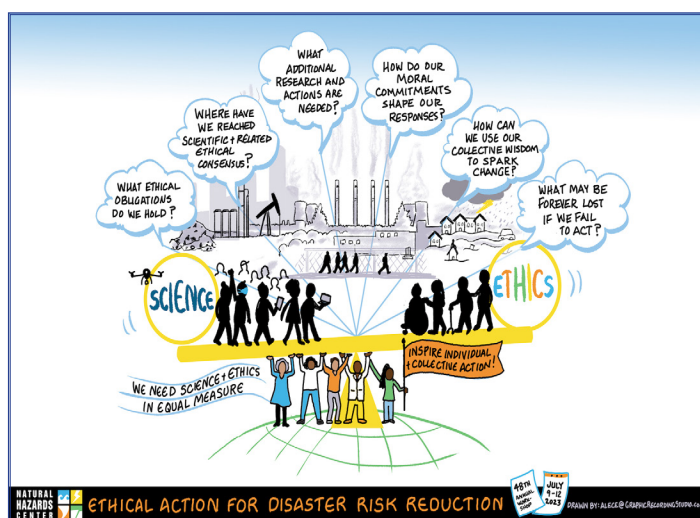 WHAT
ADDITIONAL
RESEARCH AND
ACTIONS ARE
NEEDED?
HOW DO OUR
MORAL
COMMITMENTS
SHAPE OUR
RESPONSES?
WHERE HAVE
WE REACHED
SCIENTIFIC + RELATED
ETHICAL
CONSENSUS?
HOW CAN
WE USE OUR
COLLECTIVE WISDOM
TO SPARK
CHANGE?
WHAT ETHICAL
OBLIGATIONS
DO WE HOLD?
WHAT MAY BE
FOREVER LOST
IF WE FAIL
TO ACT?
SCIENCE
ETHICS
WE NEED SCIENCE + ETHICS
IN EQUAL MEASURE
INSPIRE INDIVIDUAL
+ COLLECTIVE ACTION!
NATURAL
HAZARDS
CENTER
ETHICAL ACTION FOR DISASTER RISK REDUCTION
48TH
ANNUAL
WORK-
SHOP
JULY
9-12
2023
DRAWN BY: ALECE@GRAPHICRECORDINGSTUDIO